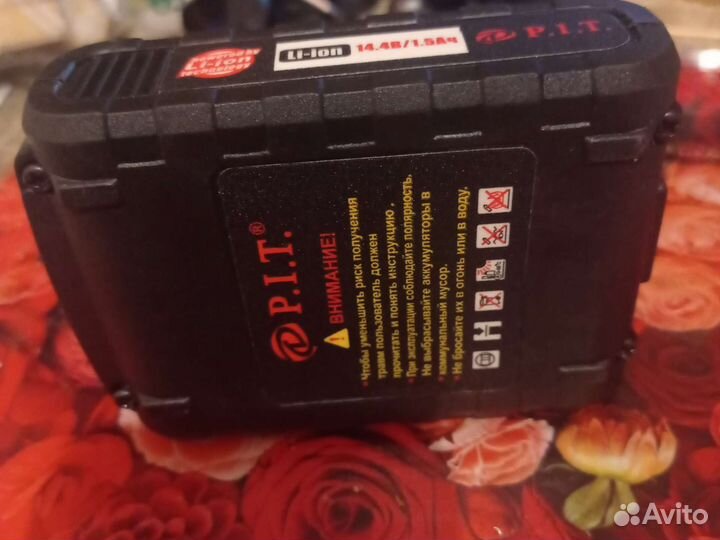 Li-ion
technology
Li-ion
14.4В/1.5Ач
P.I.T.
P.I.T.®
ВНИМАНИЕ!
• Чтобы уменьшить риск получения
травм пользователь должен
прочитать и понять инструкцию.
• При эксплуатации соблюдайте полярность.
Не выбрасывайте аккумуляторы в
коммунальный мусор.
• Не бросайте их в огонь или в воду.
Avito